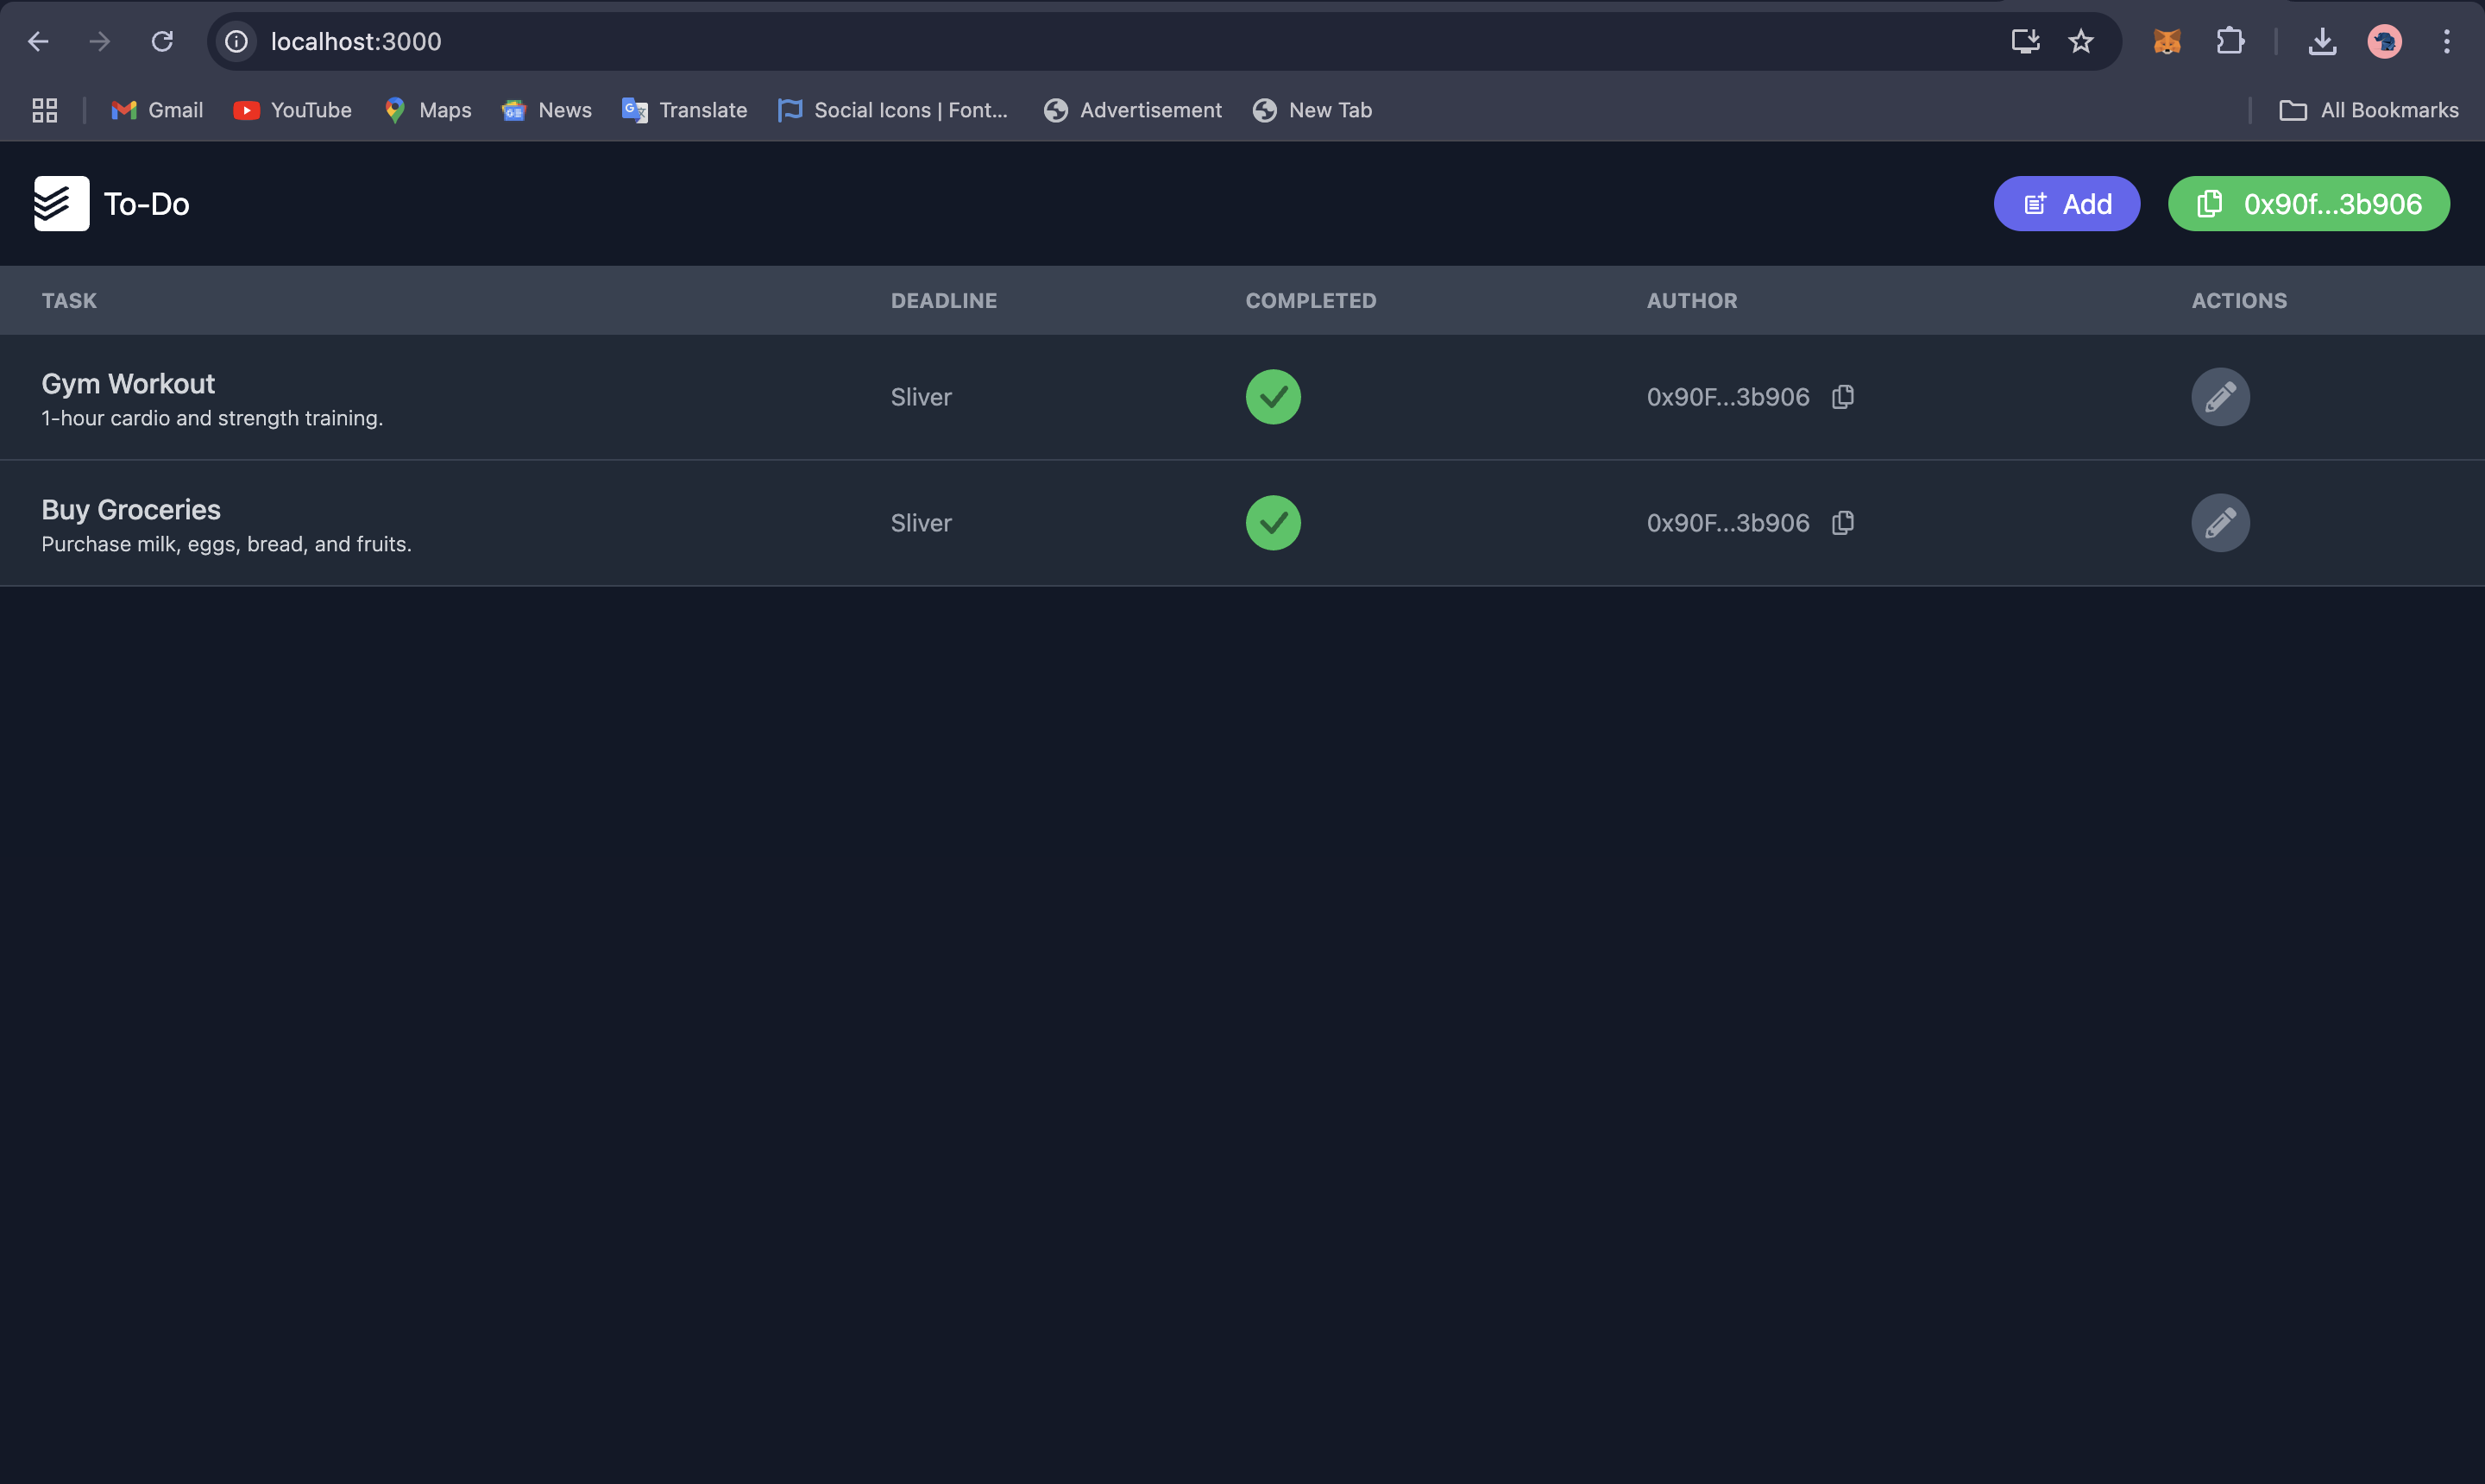 localhost:3000
Gmail YouTube Maps News Translate Social Icons | Font... Advertisement New Tab All Bookmarks
To-Do Add 0x90f...3b906
TASK DEADLINE COMPLETED AUTHOR ACTIONS
Gym Workout
1-hour cardio and strength training.
Sliver 0x90F...3b906
Buy Groceries
Purchase milk, eggs, bread, and fruits.
Sliver 0x90F...3b906